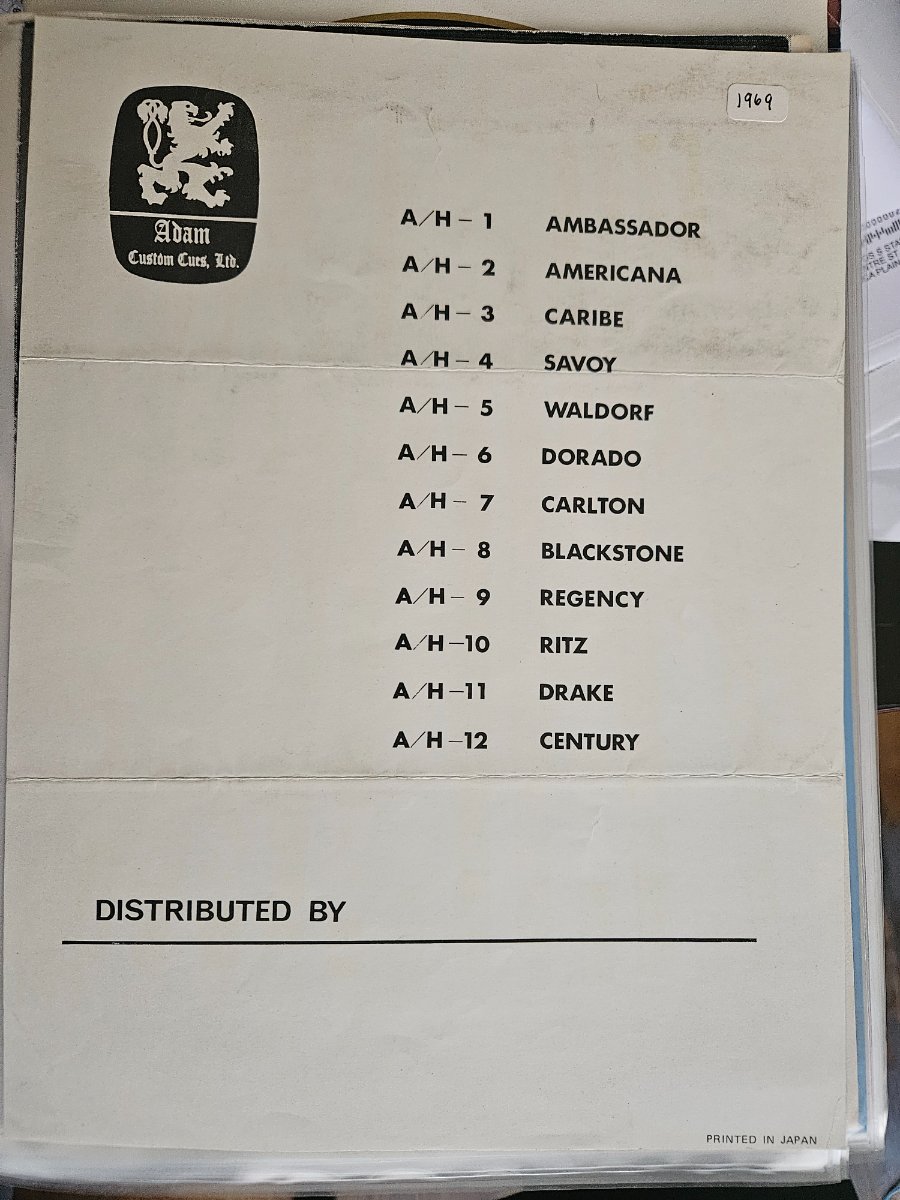 1969
Adam
Custom Cues, Ltd.
A/H – 1 AMBASSADOR
A/H – 2 AMERICANA
A/H – 3 CARIBE
A/H – 4 SAVOY
A/H – 5 WALDORF
A/H – 6 DORADO
A/H – 7 CARLTON
A/H – 8 BLACKSTONE
A/H – 9 REGENCY
A/H –10 RITZ
A/H –11 DRAKE
A/H –12 CENTURY
DISTRIBUTED BY
PRINTED IN JAPAN